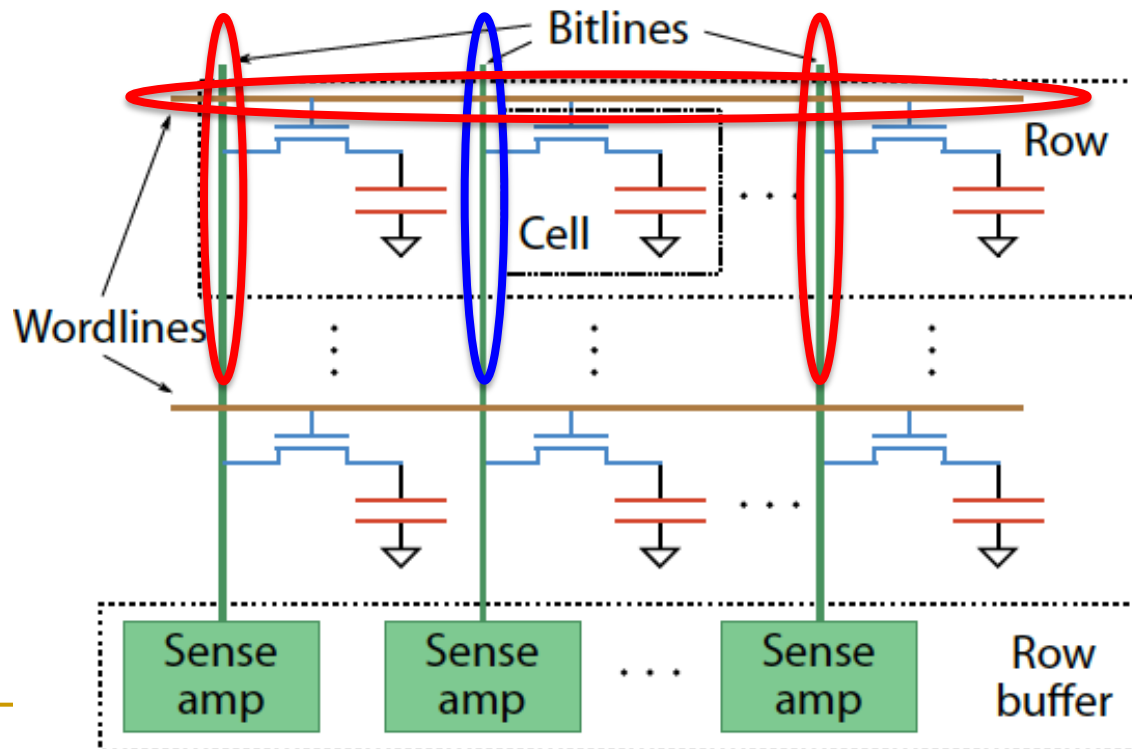 Bitlines
Row
Cell
Wordlines
Sense
amp
Sense
amp
Sense
amp
Row
buffer